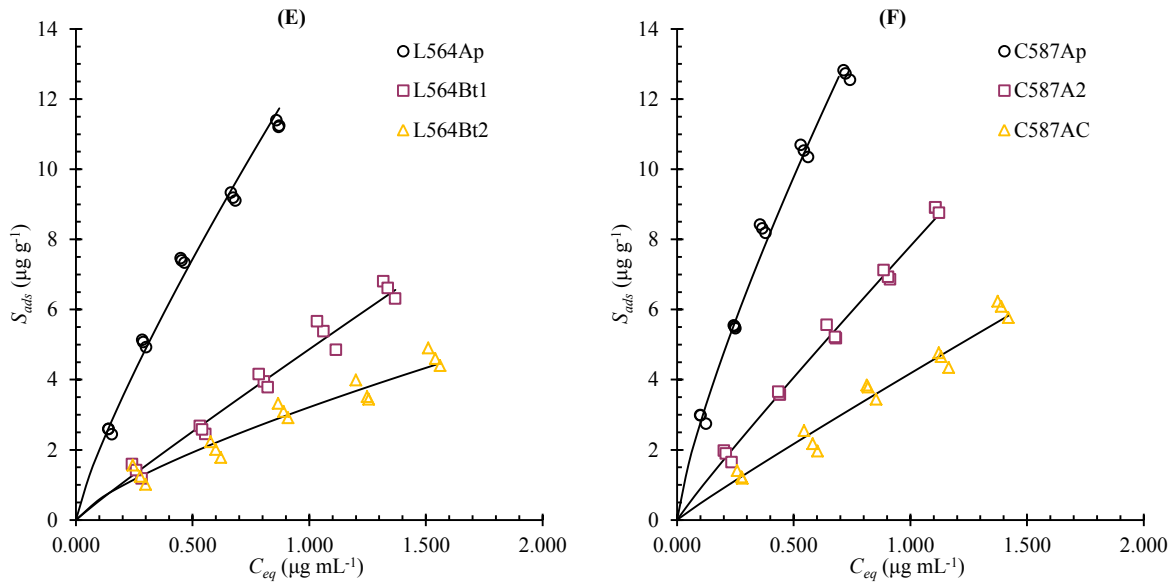 (E)
14
12
10
8
6
4
2
0
0.000
0.500
1.000
1.500
2.000
S_ads (µg g⁻¹)
C_eq (µg mL⁻¹)
L564Ap
L564Bt1
L564Bt2
(F)
14
12
10
8
6
4
2
0
0.000
0.500
1.000
1.500
2.000
S_ads (µg g⁻¹)
C_eq (µg mL⁻¹)
C587Ap
C587A2
C587AC